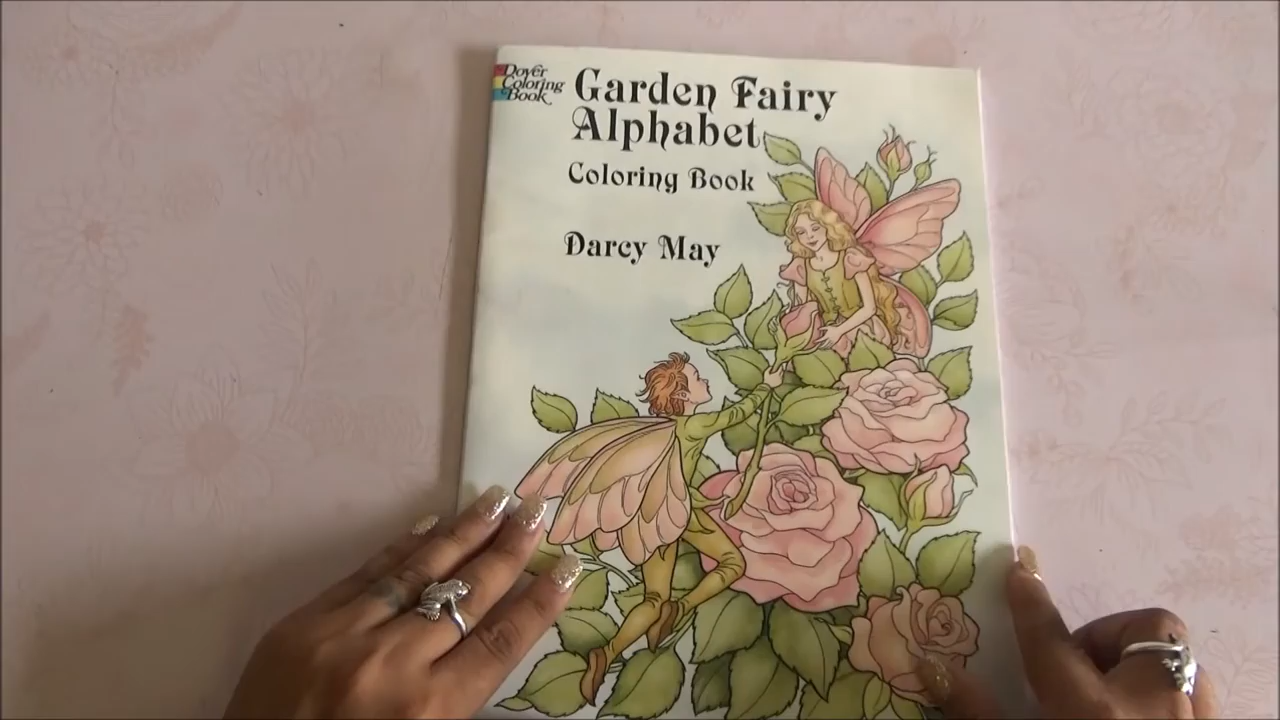 Dover
Coloring
Book
Garden Fairy
Alphabet
Coloring Book
Darcy May